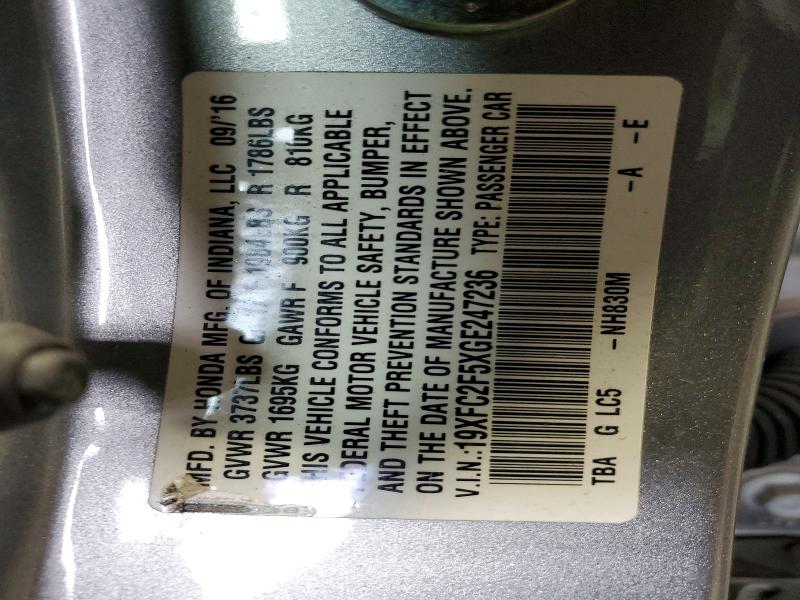 MFD. BY HONDA MFG. OF INDIANA, LLC 09/'16
GVWR 3737LBS R 1786LBS
GVWR 1695KG GAWR F 900KG R 810KG
THIS VEHICLE CONFORMS TO ALL APPLICABLE
FEDERAL MOTOR VEHICLE SAFETY, BUMPER,
AND THEFT PREVENTION STANDARDS IN EFFECT
ON THE DATE OF MANUFACTURE SHOWN ABOVE.
V.I.N.:19XFC2F5XGE247236 TYPE: PASSENGER CAR
TBA G LC5 -NH830M -A -E